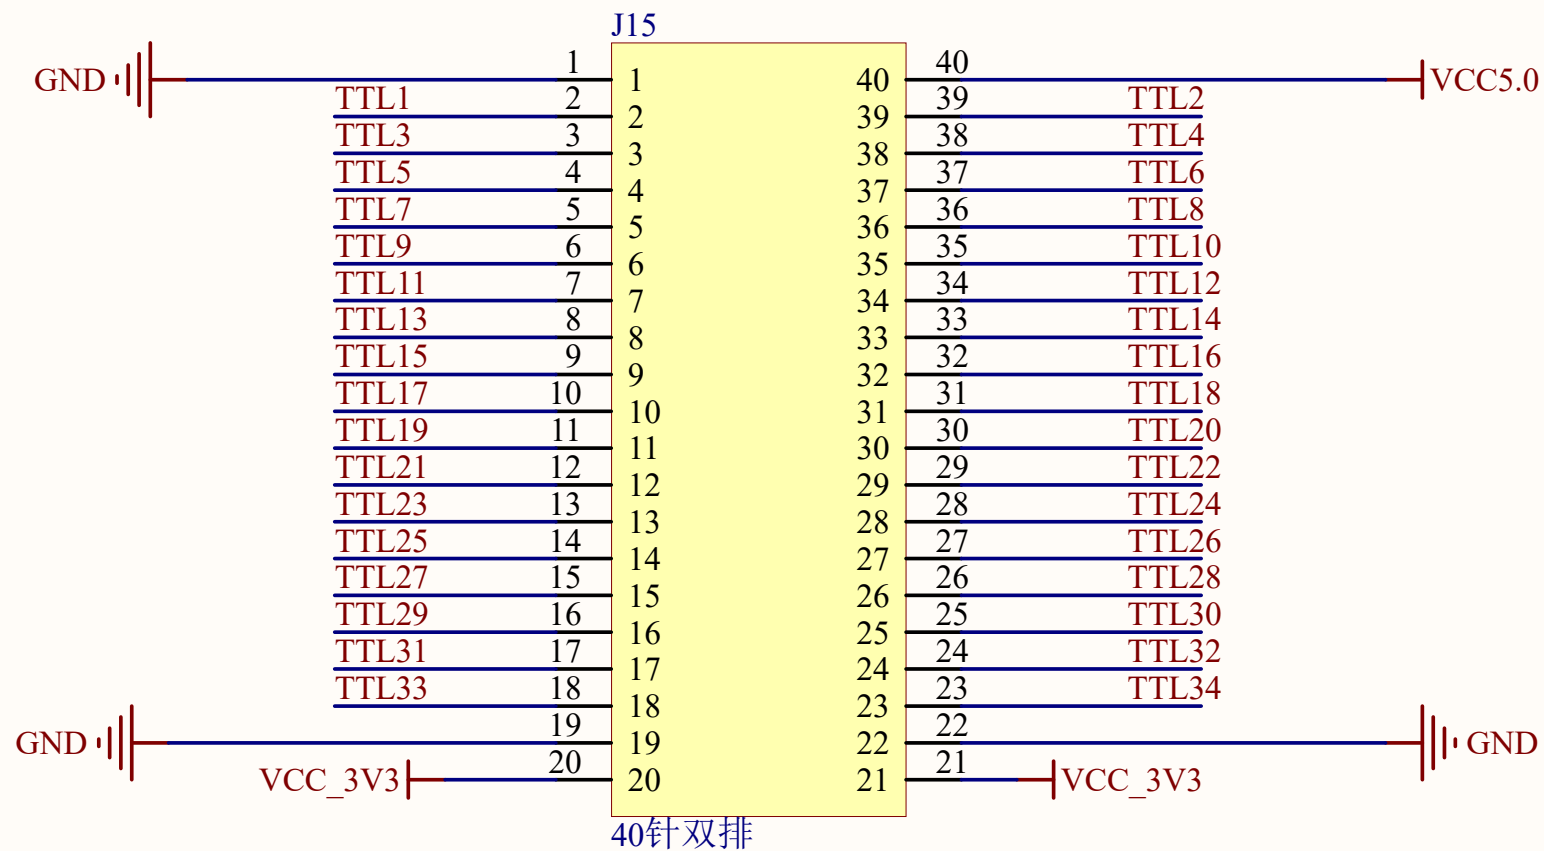 J15
GND 1 1 40 40 VCC5.0
TTL1 2 2 39 39 TTL2
TTL3 3 3 38 38 TTL4
TTL5 4 4 37 37 TTL6
TTL7 5 5 36 36 TTL8
TTL9 6 6 35 35 TTL10
TTL11 7 7 34 34 TTL12
TTL13 8 8 33 33 TTL14
TTL15 9 9 32 32 TTL16
TTL17 10 10 31 31 TTL18
TTL19 11 11 30 30 TTL20
TTL21 12 12 29 29 TTL22
TTL23 13 13 28 28 TTL24
TTL25 14 14 27 27 TTL26
TTL27 15 15 26 26 TTL28
TTL29 16 16 25 25 TTL30
TTL31 17 17 24 24 TTL32
TTL33 18 18 23 23 TTL34
GND 19 19 22 22 GND
VCC_3V3 20 20 21 21 VCC_3V3
40针双排